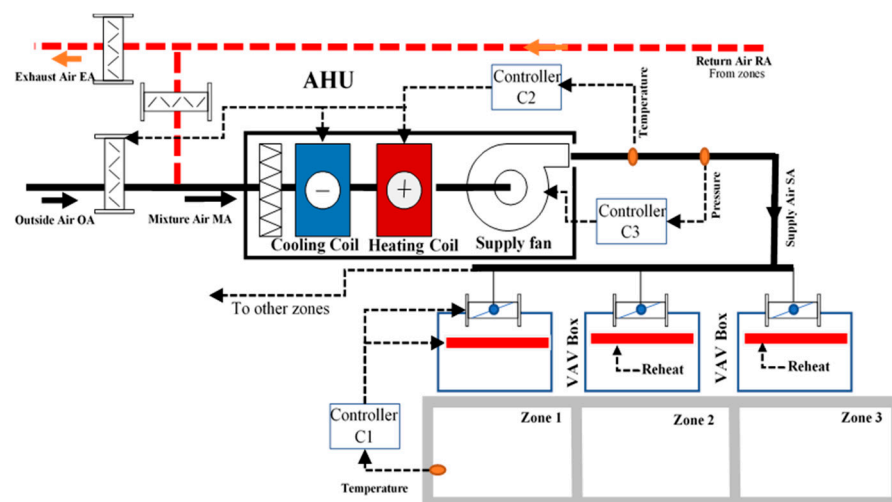 Exhaust Air EA
Return Air RA
From zones
AHU
Controller
C2
Temperature
Outside Air OA
Mixture Air MA
Cooling Coil
Heating Coil
Supply fan
Controller
C3
Pressure
Supply Air SA
To other zones
VAV Box
Reheat
VAV Box
Reheat
Controller
C1
Zone 1
Zone 2
Zone 3
Temperature